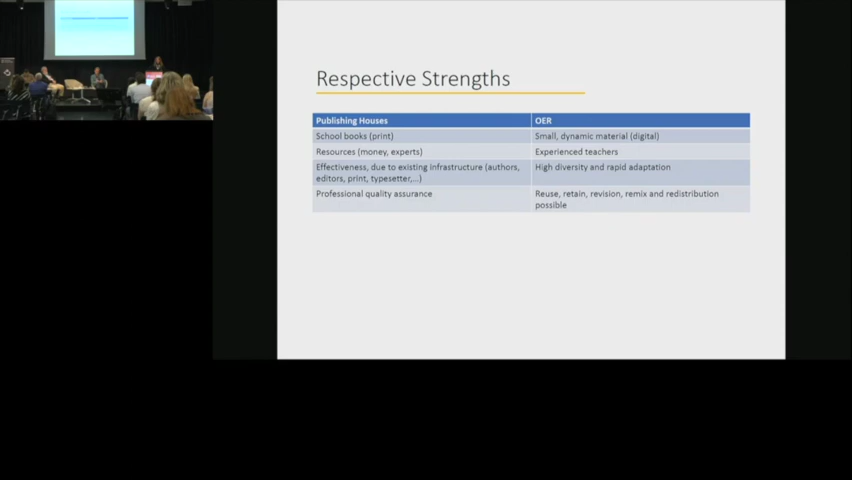 Respective Strengths
Publishing Houses
OER
School books (print)
Small, dynamic material (digital)
Resources (money, experts)
Experienced teachers
Effectiveness, due to existing infrastructure (authors,
editors, print, typesetter,...)
High diversity and rapid adaptation
Professional quality assurance
Reuse, retain, revision, remix and redistribution
possible